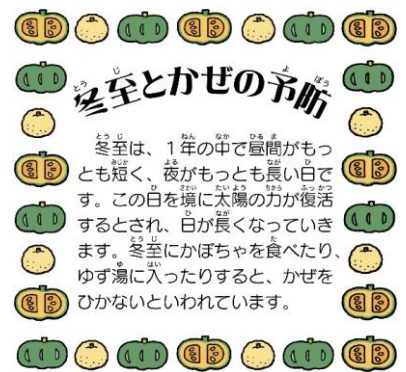 冬至とかぜの予防
冬至は、1年の中で昼間がもっ
とも短く、夜がもっとも長い日で
す。この日を境に太陽の力が復活
するとされ、日が長くなっていき
ます。冬至にかぼちゃを食べたり、
ゆず湯に入ったりすると、かぜを
ひかないといわれています。